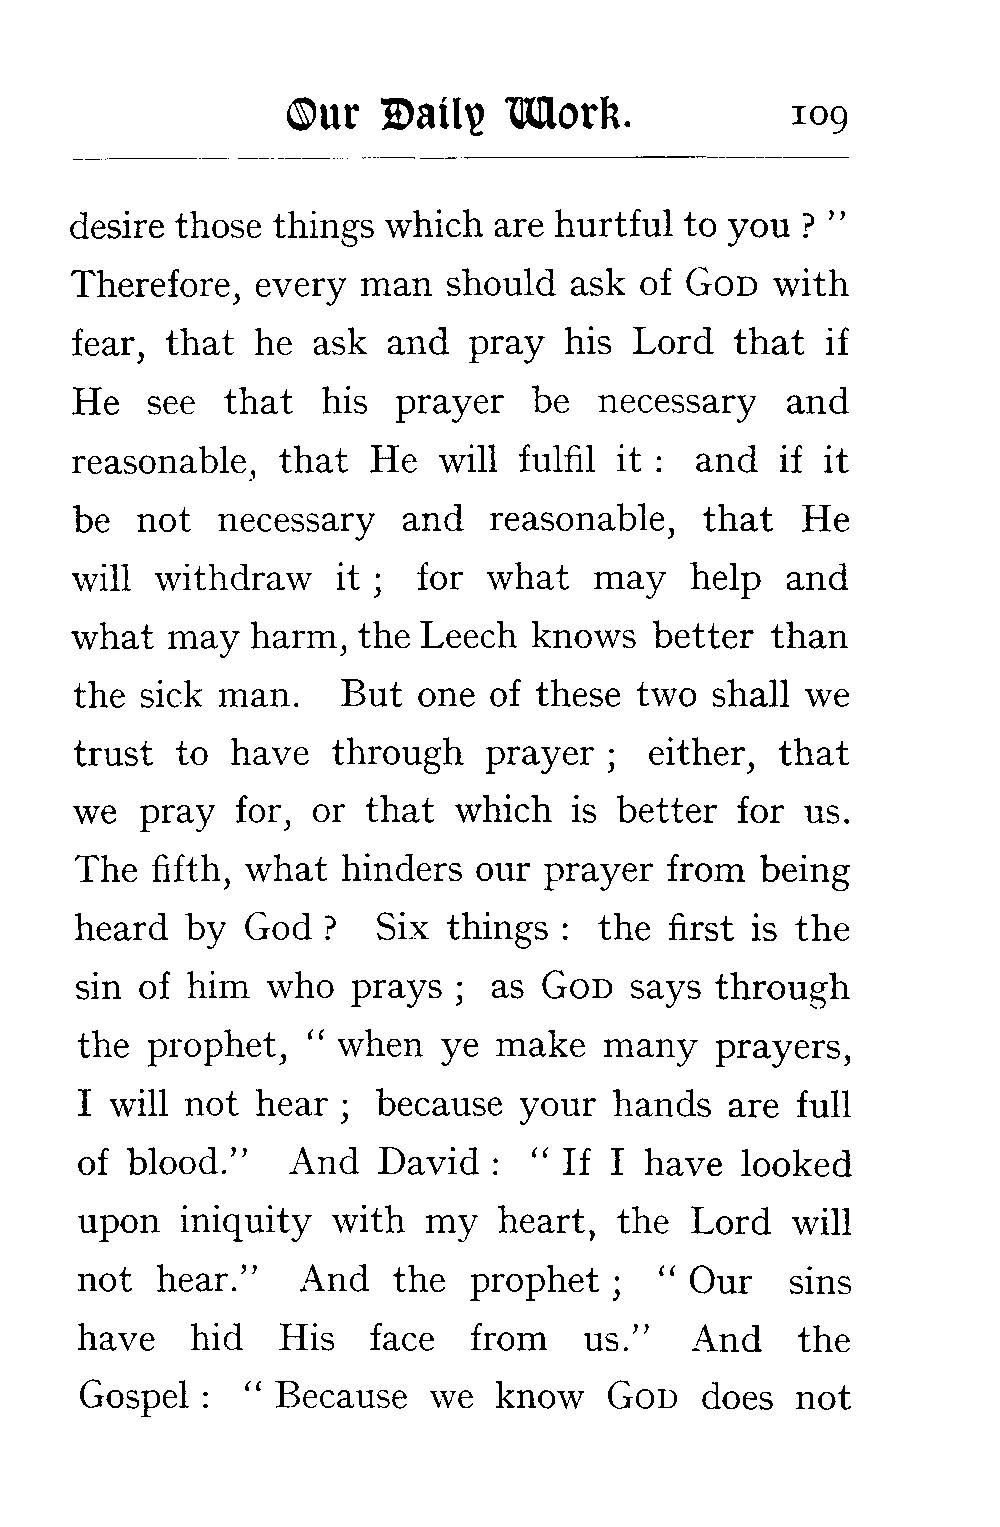 Our Daily Work. 109
desire those things which are hurtful to you ? ”
Therefore, every man should ask of GOD with
fear, that he ask and pray his Lord that if
He see that his prayer be necessary and
reasonable, that He will fulfil it : and if it
be not necessary and reasonable, that He
will withdraw it ; for what may help and
what may harm, the Leech knows better than
the sick man. But one of these two shall we
trust to have through prayer ; either, that
we pray for, or that which is better for us.
The fifth, what hinders our prayer from being
heard by God ? Six things : the first is the
sin of him who prays ; as GOD says through
the prophet, “ when ye make many prayers,
I will not hear ; because your hands are full
of blood.” And David : “ If I have looked
upon iniquity with my heart, the Lord will
not hear.” And the prophet ; “ Our sins
have hid His face from us.” And the
Gospel : “ Because we know GOD does not